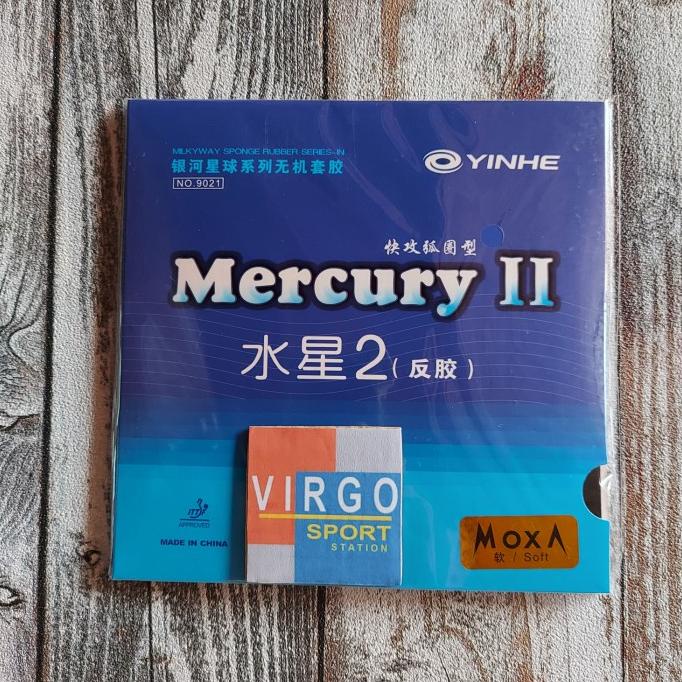 MILKYWAY SPONGE RUBBER SERIES-IN
银河星球系列无机套胶
NO.9021
YINHE
快攻弧圈型
Mercury II
水星2(反胶)
VIRGO
SPORT
STATION
ITTF
APPROVED
MADE IN CHINA
MOXA
软 / Soft